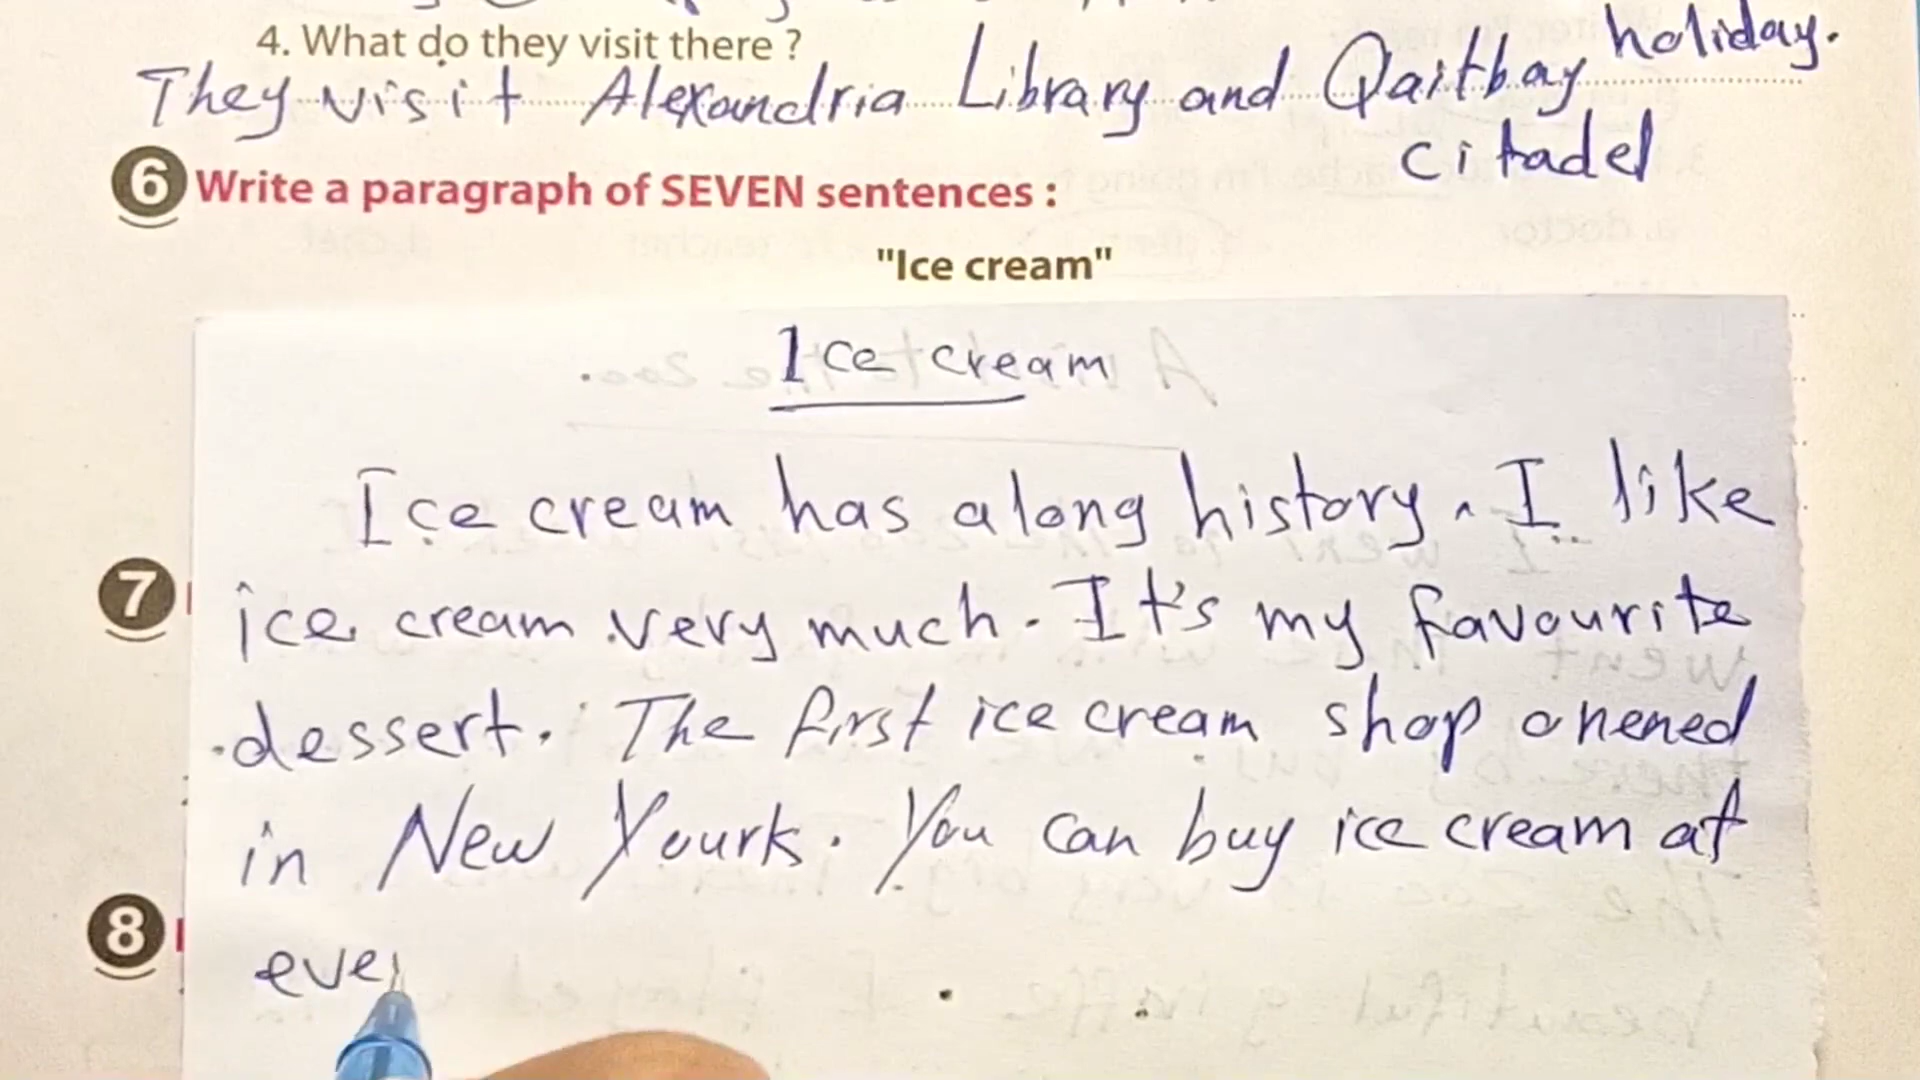 4. What do they visit there ?
holiday.
They visit Alexandria Library and Qaitbay
citadel
6 Write a paragraph of SEVEN sentences :
"Ice cream"
Ice cream
Ice cream has along history. I like
7
ice cream very much. It's my favourite
dessert. The first ice cream shop onened
in New Yourk. You can buy ice cream at
8
ever